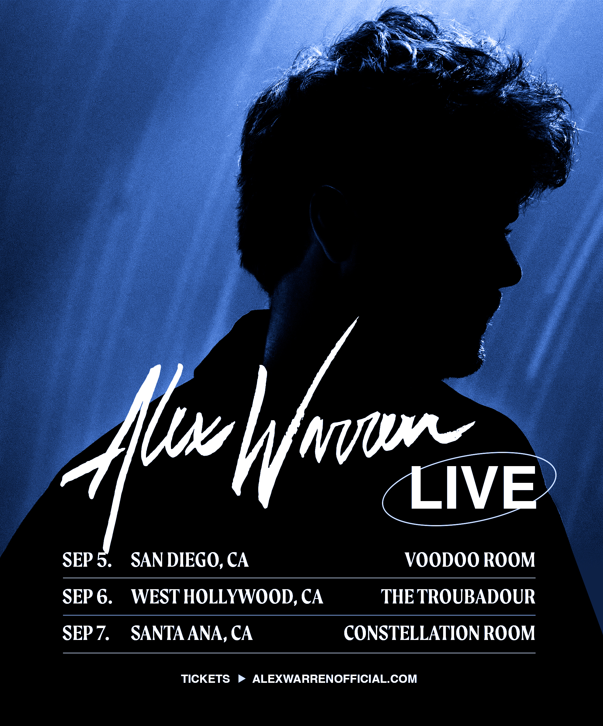 Alex Warren
LIVE
SEP 5. SAN DIEGO, CA VOODOO ROOM
SEP 6. WEST HOLLYWOOD, CA THE TROUBADOUR
SEP 7. SANTA ANA, CA CONSTELLATION ROOM
TICKETS ▶ ALEXWARRENOFFICIAL.COM